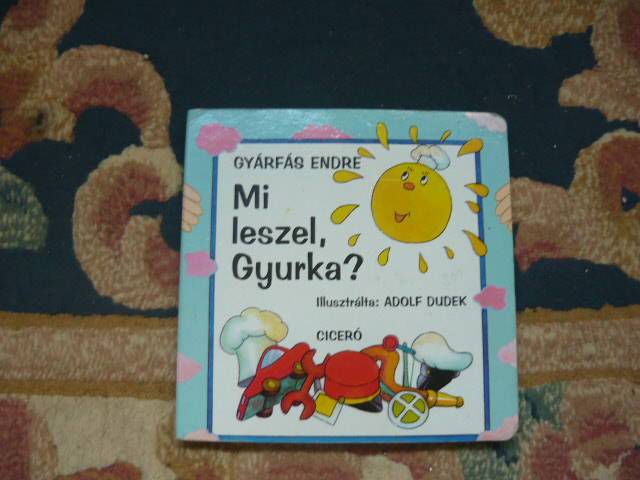 GYÁRFÁS ENDRE
Mi
leszel,
Gyurka?
Illusztrálta: ADOLF DUDEK
CICERÓ